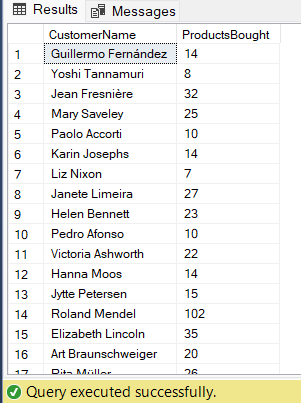 Results Messages
CustomerName ProductsBought
1 Guillermo Fernández 14
2 Yoshi Tannamuri 8
3 Jean Fresnière 32
4 Mary Saveley 25
5 Paolo Accorti 10
6 Karin Josephs 14
7 Liz Nixon 7
8 Janete Limeira 27
9 Helen Bennett 23
10 Pedro Afonso 10
11 Victoria Ashworth 22
12 Hanna Moos 14
13 Jytte Petersen 15
14 Roland Mendel 102
15 Elizabeth Lincoln 35
16 Art Braunschweiger 20
17 Rita Müller 26
Query executed successfully.